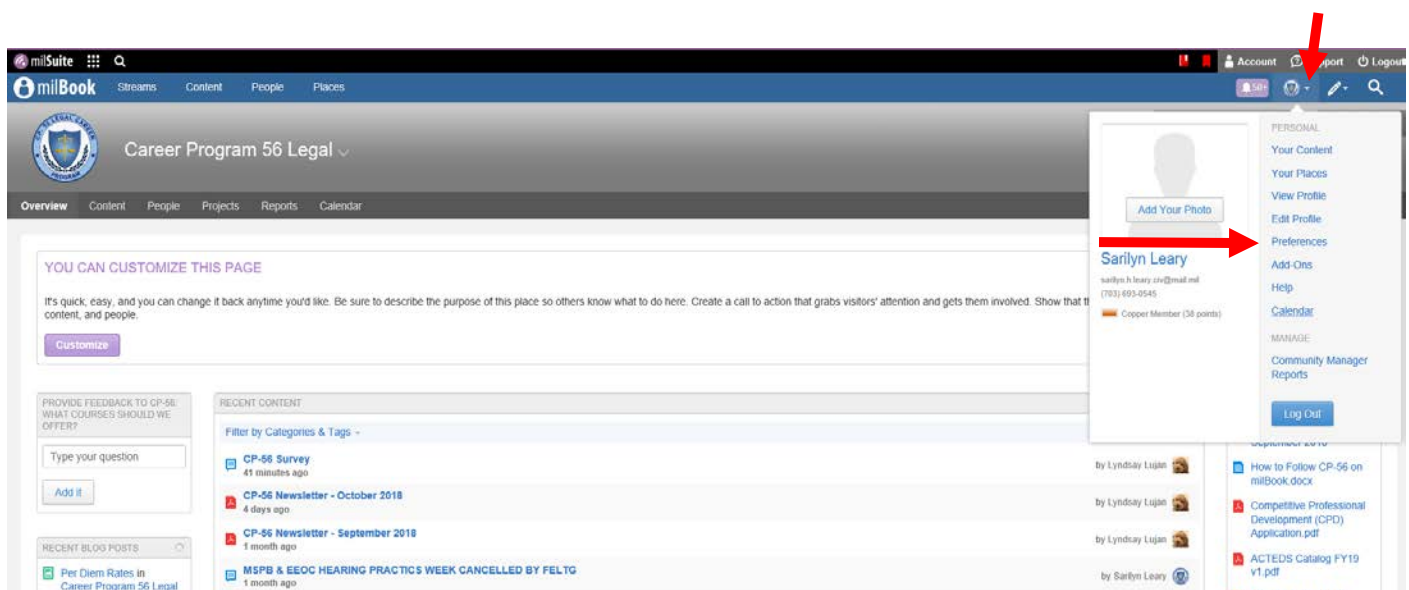 milSuite
Account Support Logout
milBook Streams Content People Places
50+
Career Program 56 Legal
Overview Content People Projects Reports Calendar
YOU CAN CUSTOMIZE THIS PAGE
It's quick, easy, and you can change it back anytime you'd like. Be sure to describe the purpose of this place so others know what to do here. Create a call to action that grabs visitors' attention and gets them involved. Show that
content, and people.
Customize
Add Your Photo
Sarilyn Leary
sarilyn.h.leary.civ@mail.mil
(703) 693-0545
Copper Member (38 points)
PERSONAL
Your Content
Your Places
View Profile
Edit Profile
Preferences
Add-Ons
Help
Calendar
MANAGE
Community Manager
Reports
Log Out
PROVIDE FEEDBACK TO CP-56:
WHAT COURSES SHOULD WE
OFFER?
Type your question
Add it
RECENT BLOG POSTS
Per Diem Rates in
Career Program 56 Legal
RECENT CONTENT
Filter by Categories & Tags
CP-56 Survey
41 minutes ago
by Lyndsay Lujan
CP-56 Newsletter - October 2018
4 days ago
by Lyndsay Lujan
CP-56 Newsletter - September 2018
1 month ago
by Lyndsay Lujan
MSPB & EEOC HEARING PRACTICS WEEK CANCELLED BY FELTG
1 month ago
by Sarilyn Leary
September 2018
How to Follow CP-56 on
milBook.docx
Competitive Professional
Development (CPD)
Application.pdf
ACTEDS Catalog FY19
v1.pdf